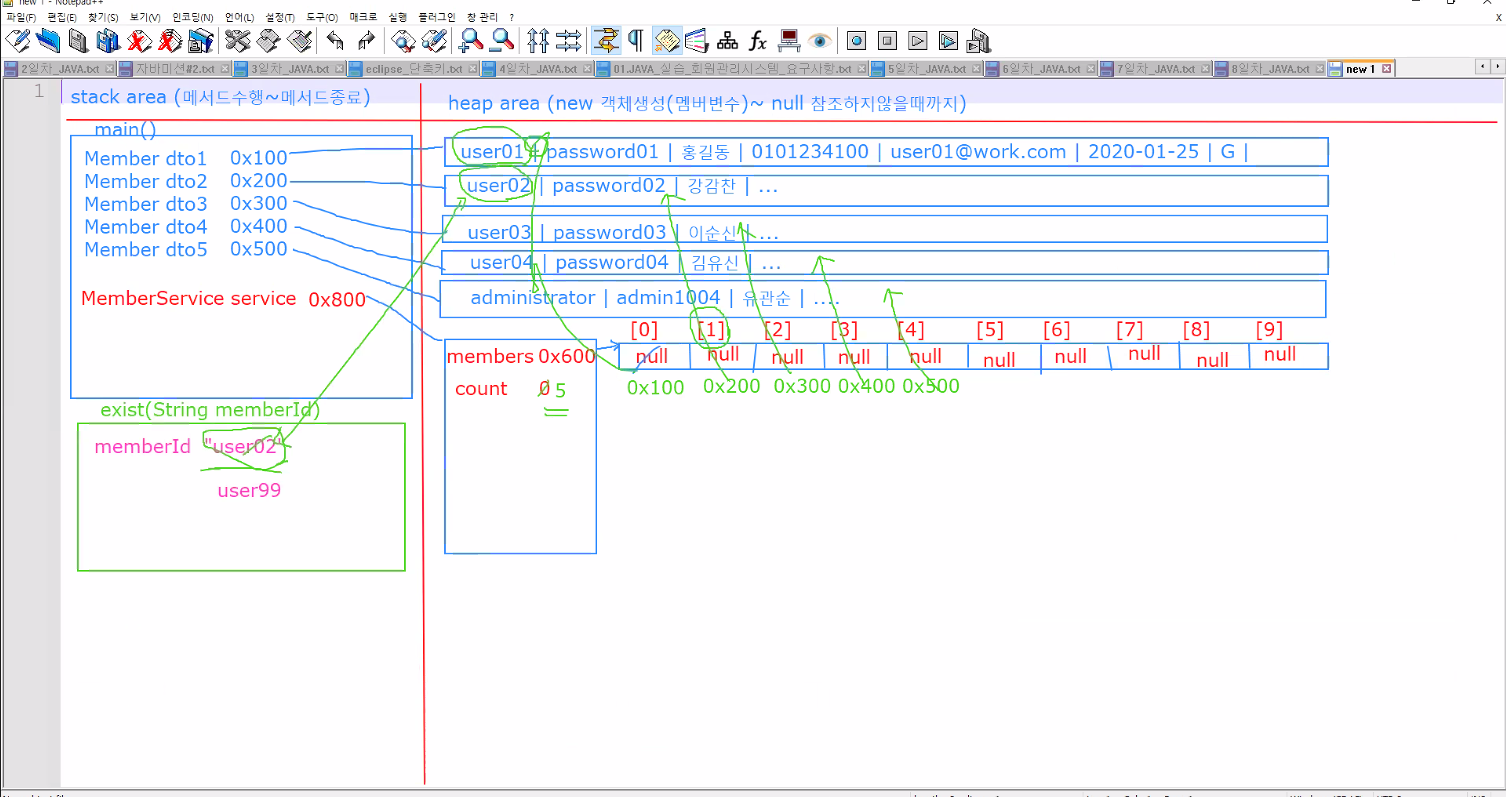 new 1 - Notepad++
파일(F) 편집(E) 찾기(S) 보기(V) 인코딩(N) 언어(L) 설정(T) 도구(O) 매크로 실행 플러그인 창 관리 ? X
2일차_JAVA.txt 자바미션#2.txt 3일차_JAVA.txt eclipse_단축키.txt 4일차_JAVA.txt 01.JAVA_실습_회원관리시스템_요구사항.txt 5일차_JAVA.txt 6일차_JAVA.txt 7일차_JAVA.txt 8일차_JAVA.txt new 1
1
stack area (메서드수행~메서드종료)
heap area (new 객체생성(멤버변수)~ null 참조하지않을때까지)
main()
Member dto1 0x100
user01 | password01 | 홍길동 | 0101234100 | user01@work.com | 2020-01-25 | G |
Member dto2 0x200
user02 | password02 | 강감찬 | ...
Member dto3 0x300
user03 | password03 | 이순신 | ...
Member dto4 0x400
Member dto5 0x500
user04 | password04 | 김유신 | ...
MemberService service 0x800
administrator | admin1004 | 유관순 | ....
[0] [1] [2] [3] [4] [5] [6] [7] [8] [9]
members 0x600
null null null null null null null null null null
count 0 5
0x100 0x200 0x300 0x400 0x500
exist(String memberId)
memberId "user02"
user99